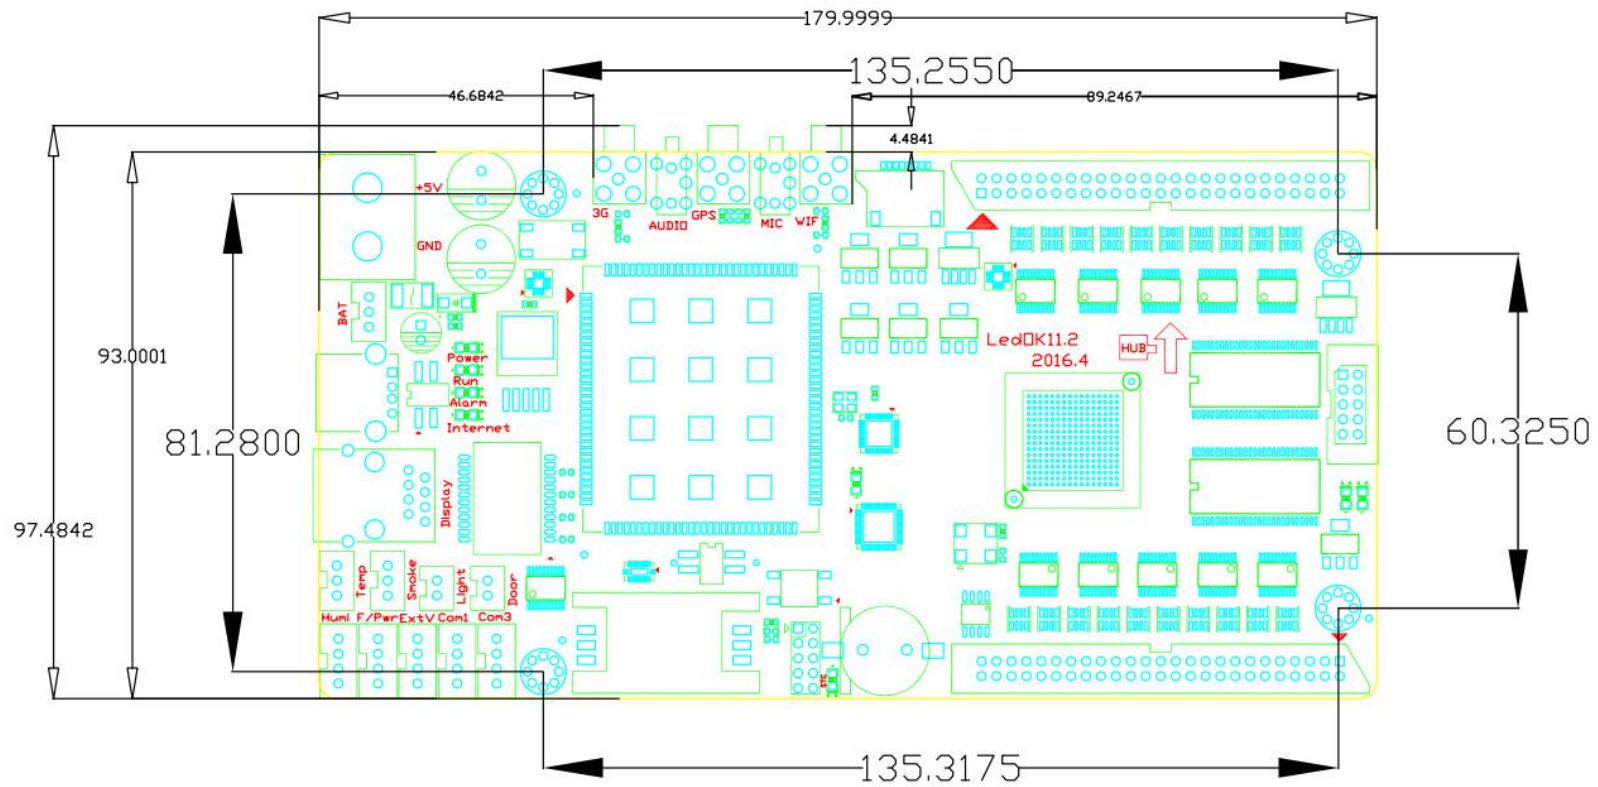 179.9999
135.2550
46.6842
89.2467
4.4841
+5V
3G
AUDIO
GPS
MIC
WIF
GND
BAT
93.0001
Power
Run
Alarm
Internet
LedOK11.2
2016.4
HUB
81.2800
60.3250
Display
97.4842
Temp
Smoke
Light
Door
Humi F/Pwr ExtV Com1 Com3
STC
135.3175